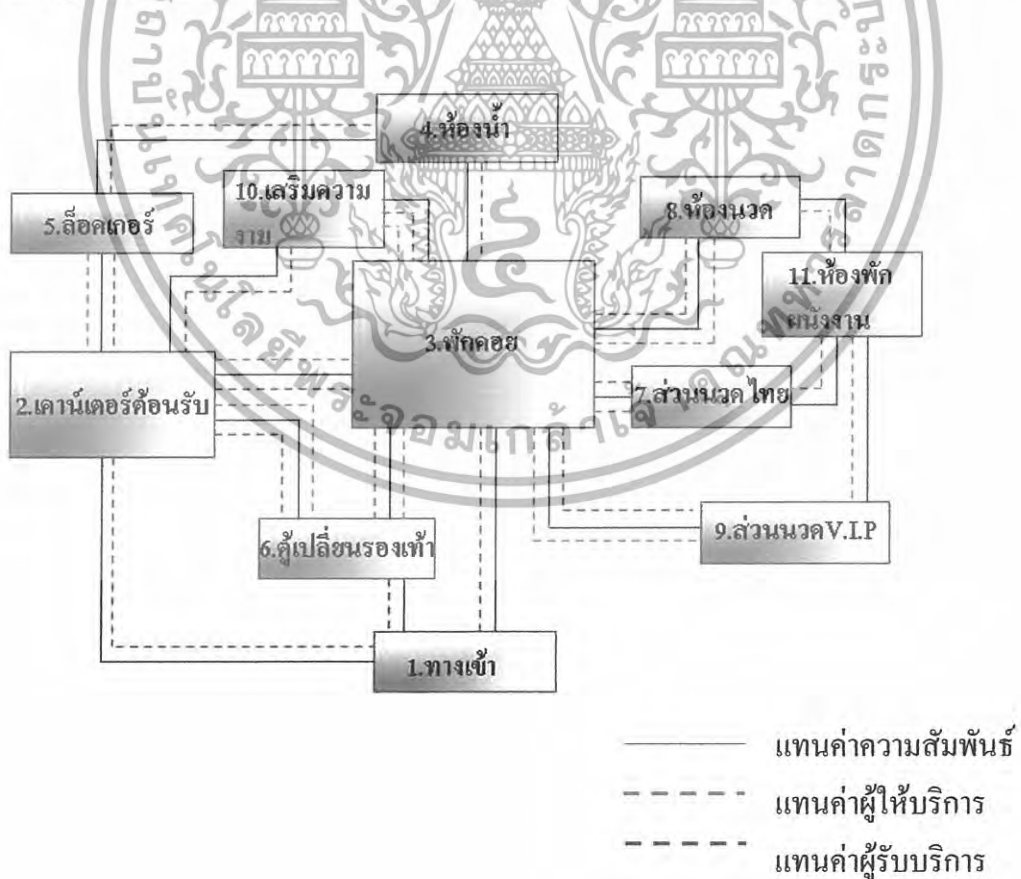 4.ห้องน้ำ
10.เสริมความ
งาม
5.ล็อคเกอร์
8.ห้องนวด
11.ห้องพัก
พนังงาน
3.พักคอย
7.ส่วนนวดไทย
2.เคาน์เตอร์ต้อนรับ
9.ส่วนนวดV.I.P
6.ตู้เปลี่ยนรองเท้า
1.ทางเข้า
แทนค่าความสัมพันธ์
แทนค่าผู้ให้บริการ
แทนค่าผู้รับบริการ